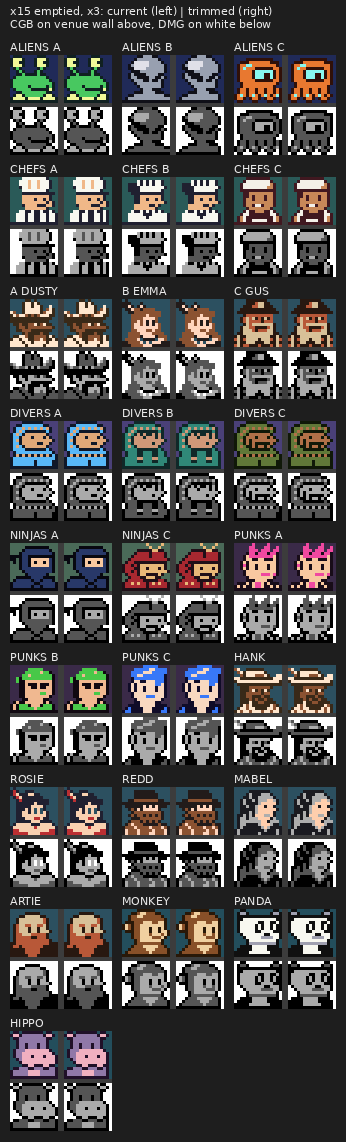 x15 emptied, x3: current (left) | trimmed (right)
CGB on venue wall above, DMG on white below
ALIENS A ALIENS B ALIENS C
CHEFS A CHEFS B CHEFS C
A DUSTY B EMMA C GUS
DIVERS A DIVERS B DIVERS C
NINJAS A NINJAS C PUNKS A
PUNKS B PUNKS C HANK
ROSIE REDD MABEL
ARTIE MONKEY PANDA
HIPPO